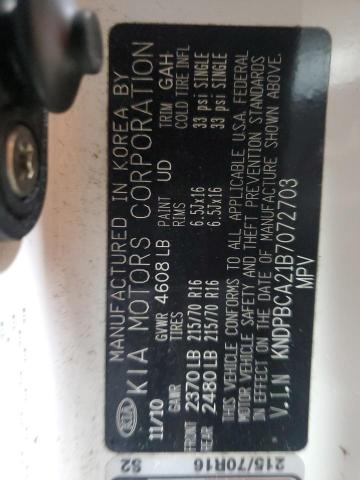 MANUFACTURED IN KOREA BY
KIA KIA MOTORS CORPORATION
11/10 GVWR 4608 LB PAINT UD TRIM GAH
GAWR TIRES RIMS COLD TIRE INFL
FRONT 2370 LB 215/70 R16 6.5Jx16 33 psi SINGLE
REAR 2480 LB 215/70 R16 6.5Jx16 33 psi SINGLE
THIS VEHICLE CONFORMS TO ALL APPLICABLE U.S.A. FEDERAL
MOTOR VEHICLE SAFETY AND THEFT PREVENTION STANDARDS
IN EFFECT ON THE DATE OF MANUFACTURE SHOWN ABOVE.
V.I.N KNDPBCA21B7072703
MPV
S2 215/70R16